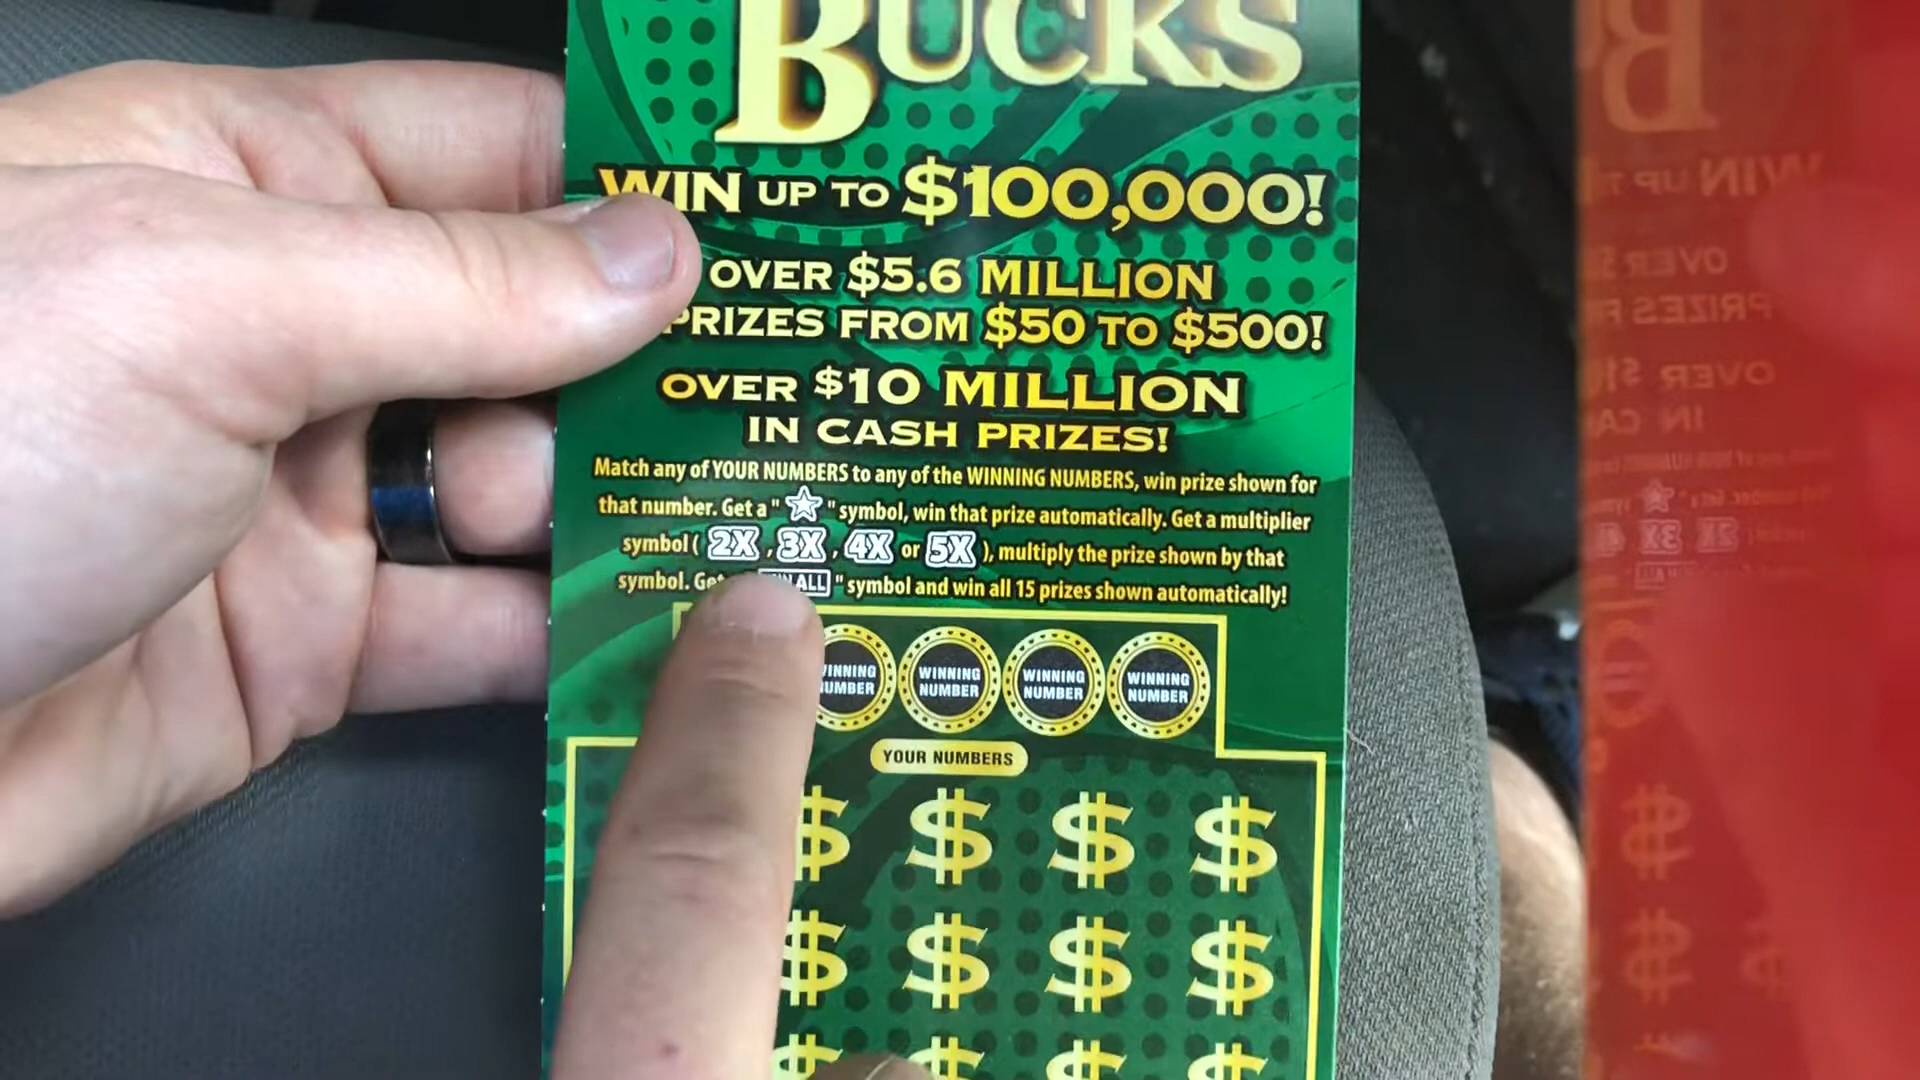 BUCKS
WIN UP TO $100,000!
OVER $5.6 MILLION
PRIZES FROM $50 TO $500!
OVER $10 MILLION
IN CASH PRIZES!
Match any of YOUR NUMBERS to any of the WINNING NUMBERS, win prize shown for
that number. Get a "☆" symbol, win that prize automatically. Get a multiplier
symbol (2X, 3X, 4X or 5X), multiply the prize shown by that
symbol. Get ALL" symbol and win all 15 prizes shown automatically!
WINNING NUMBER
WINNING NUMBER
WINNING NUMBER
WINNING NUMBER
YOUR NUMBERS
$ $ $ $
$ $ $ $
$ $ $ $